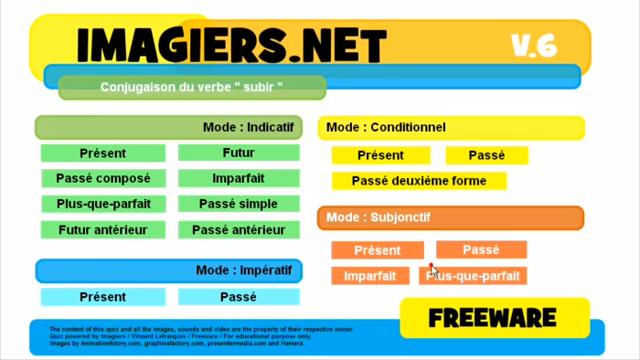 IMAGIERS.NET
V.6
Conjugaison du verbe " subir "
Mode : Indicatif
Présent
Futur
Passé composé
Imparfait
Plus-que-parfait
Passé simple
Futur antérieur
Passé antérieur
Mode : Impératif
Présent
Passé
Mode : Conditionnel
Présent
Passé
Passé deuxième forme
Mode : Subjonctif
Présent
Passé
Imparfait
Plus-que-parfait
The content of this quiz and all the images, sounds and video are the property of their respective owner.
Quiz powered by Imagiers / Vincent Lefrançois / Freeware / For educational purpose only.
Images by Animationfctory.com, graphicsfactory.com, presentermedia.com and Hemera.
FREEWARE